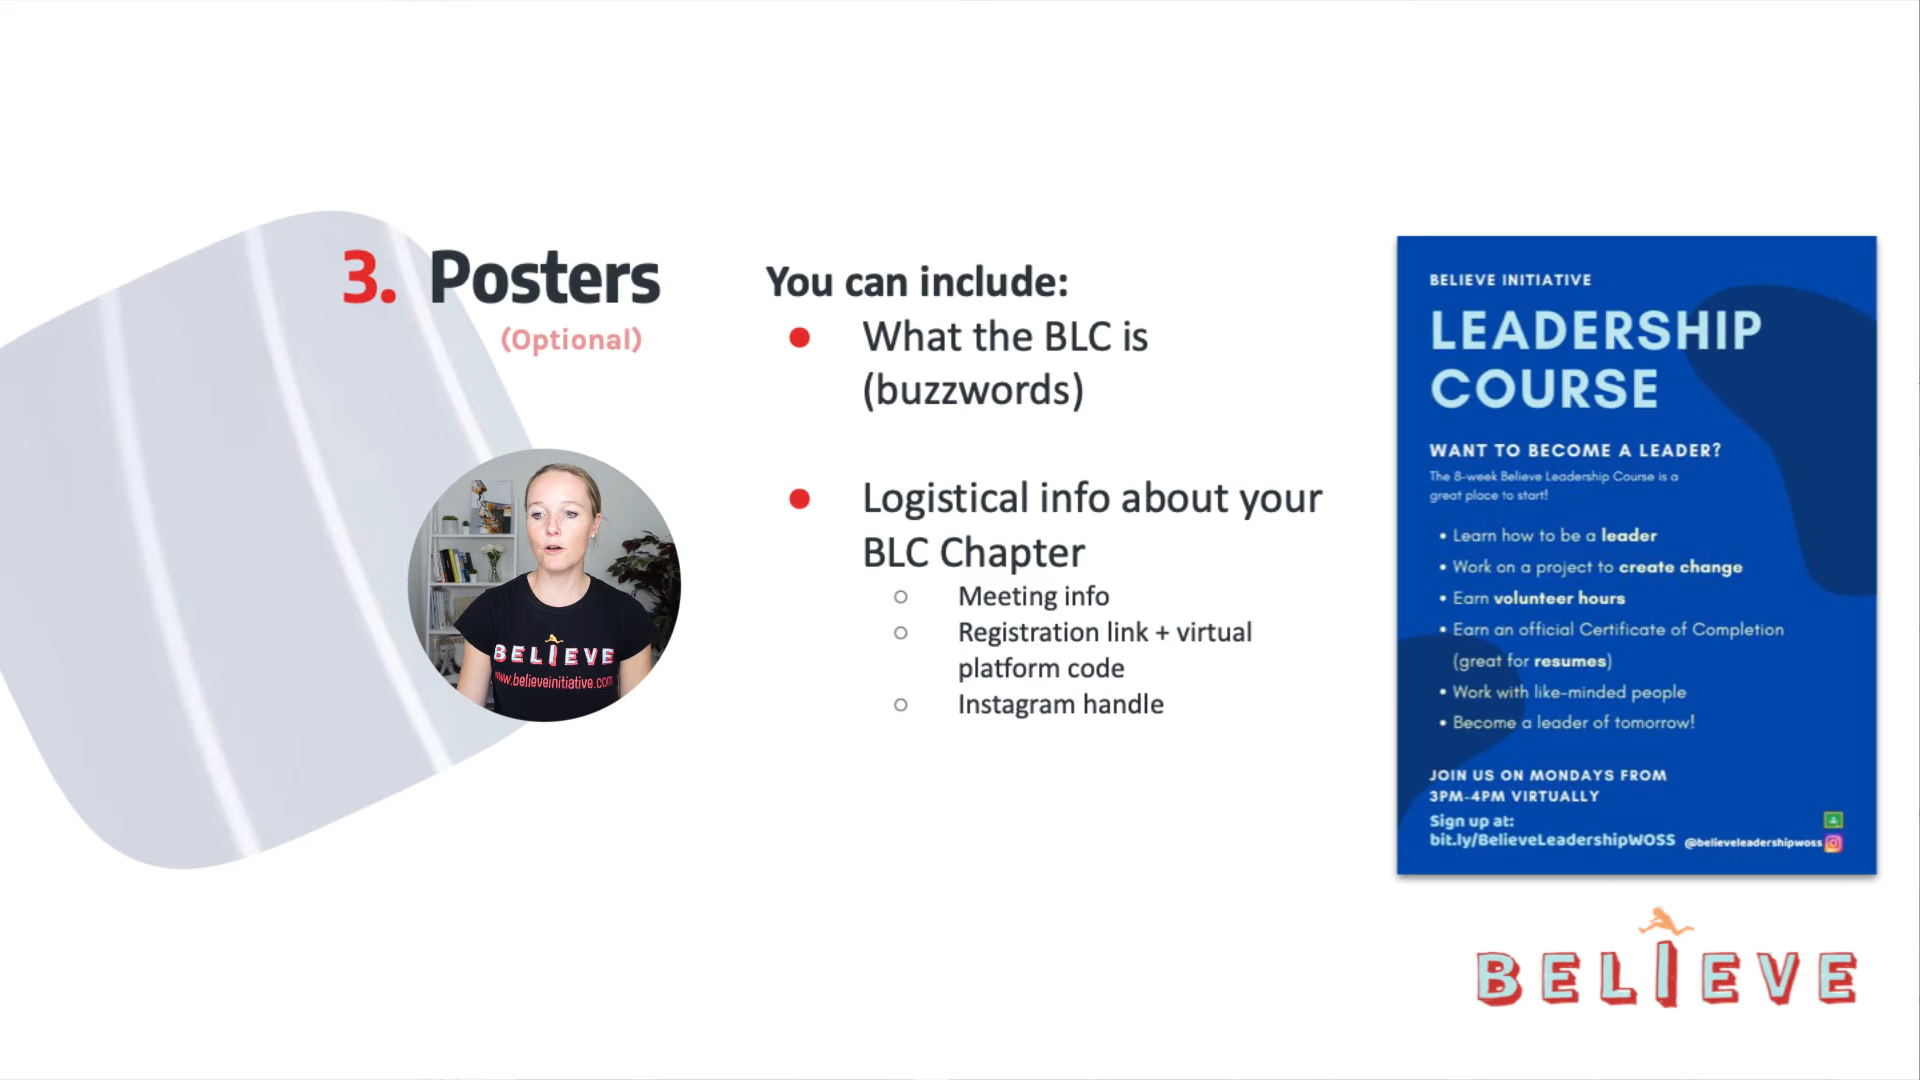 3. Posters
(Optional)
BELIEVE
www.believeinitiative.com
You can include:
● What the BLC is
(buzzwords)
● Logistical info about your
BLC Chapter
○ Meeting info
○ Registration link + virtual
platform code
○ Instagram handle
BELIEVE INITIATIVE
LEADERSHIP
COURSE
WANT TO BECOME A LEADER?
The 8-week Believe Leadership Course is a
great place to start!
• Learn how to be a leader
• Work on a project to create change
• Earn volunteer hours
• Earn an official Certificate of Completion
(great for resumes)
• Work with like-minded people
• Become a leader of tomorrow!
JOIN US ON MONDAYS FROM
3PM-4PM VIRTUALLY
Sign up at:
bit.ly/BelieveLeadershipWOSS @believeleadershipwoss
BELIEVE